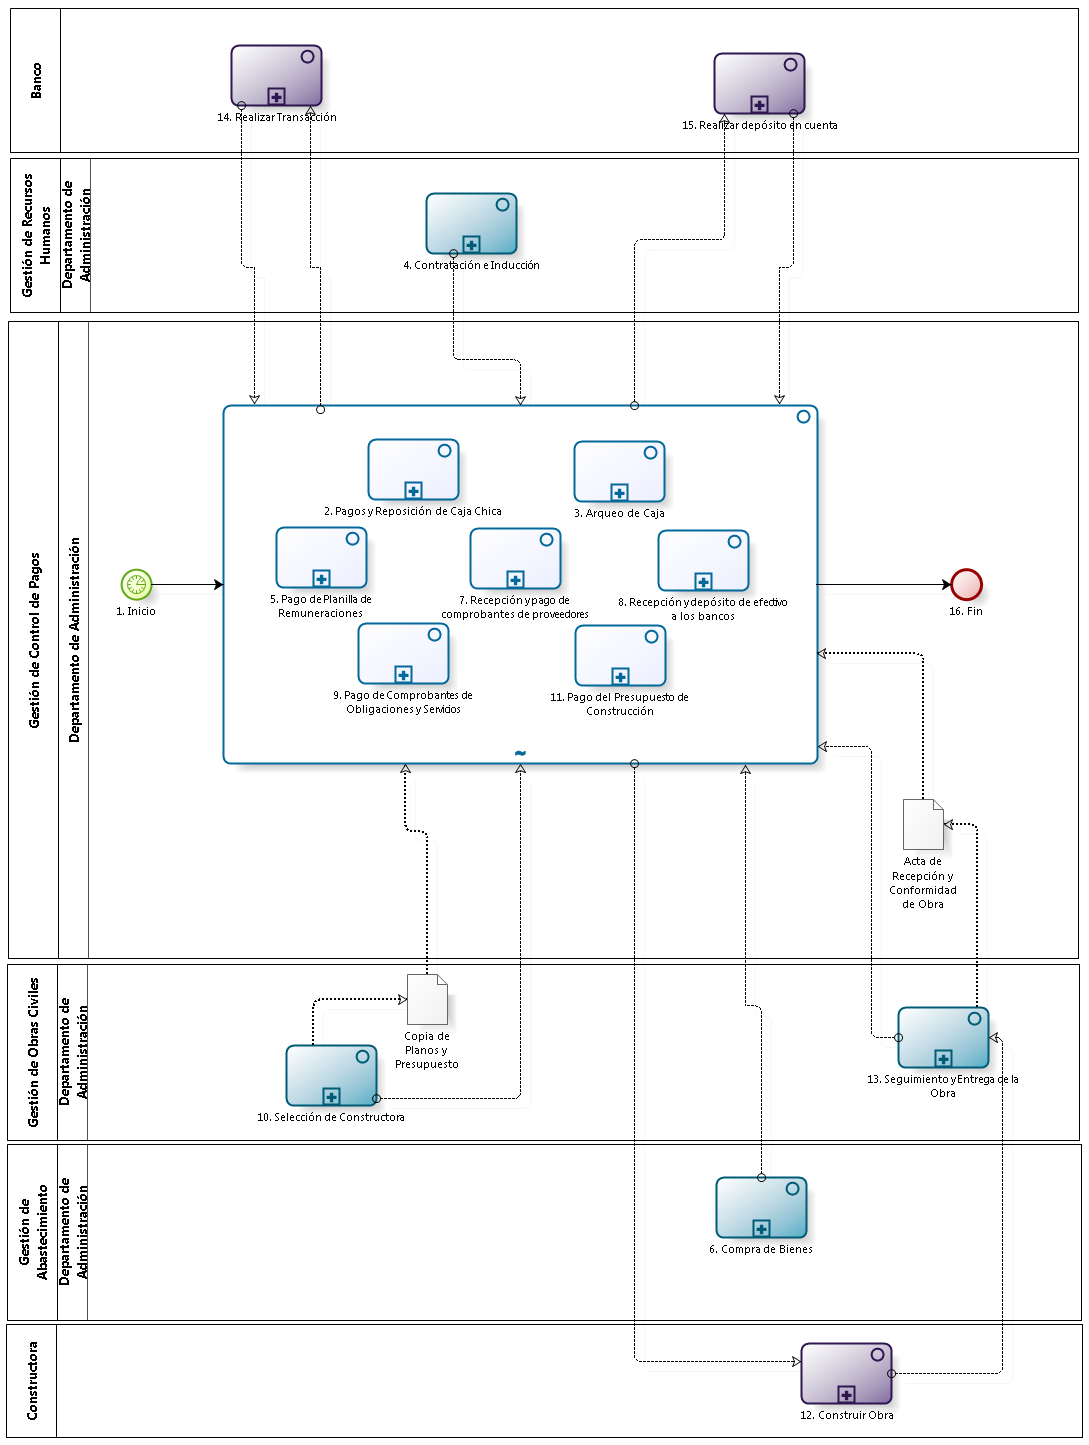 Banco
14. Realizar Transacción
15. Realizar depósito en cuenta
Gestión de Recursos
Humanos
Departamento de
Administración
4. Contratación e Inducción
Gestión de Control de Pagos
Departamento de Administración
1. Inicio
2. Pagos y Reposición de Caja Chica
3. Arqueo de Caja
5. Pago de Planilla de
Remuneraciones
7. Recepción y pago de
comprobantes de proveedores
8. Recepción y depósito de efectivo
a los bancos
9. Pago de Comprobantes de
Obligaciones y Servicios
11. Pago del Presupuesto de
Construcción
16. Fin
Acta de
Recepción y
Conformidad
de Obra
Gestión de Obras Civiles
Departamento de
Administración
Copia de
Planos y
Presupuesto
10. Selección de Constructora
13. Seguimiento y Entrega de la
Obra
Gestión de
Abastecimiento
Departamento de
Administración
6. Compra de Bienes
Constructora
12. Construir Obra